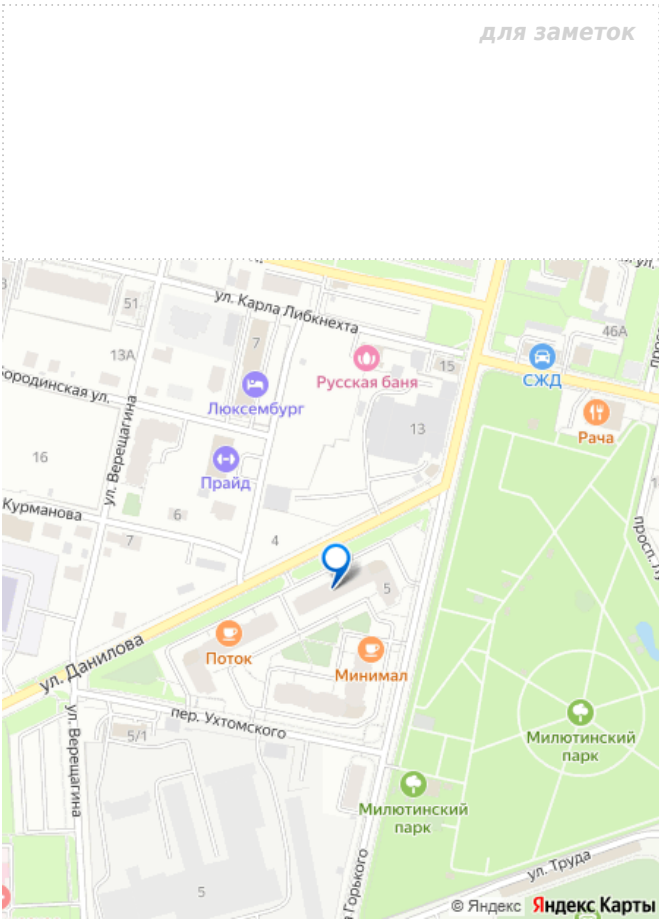 для заметок
ул. Карла Либкнехта
51
46А
7
13А
15
Русская баня
СЖД
Люксембург
Рача
13
ул. Верещагина
16
Прайд
Курманова
6
7
4
5
Поток
Минимал
ул. Данилова
пер. Ухтомского
5/1
ул. Верещагина
Милютинский
парк
Милютинский
парк
ул. Труда
5
Горького
© Яндекс Яндекс Карты